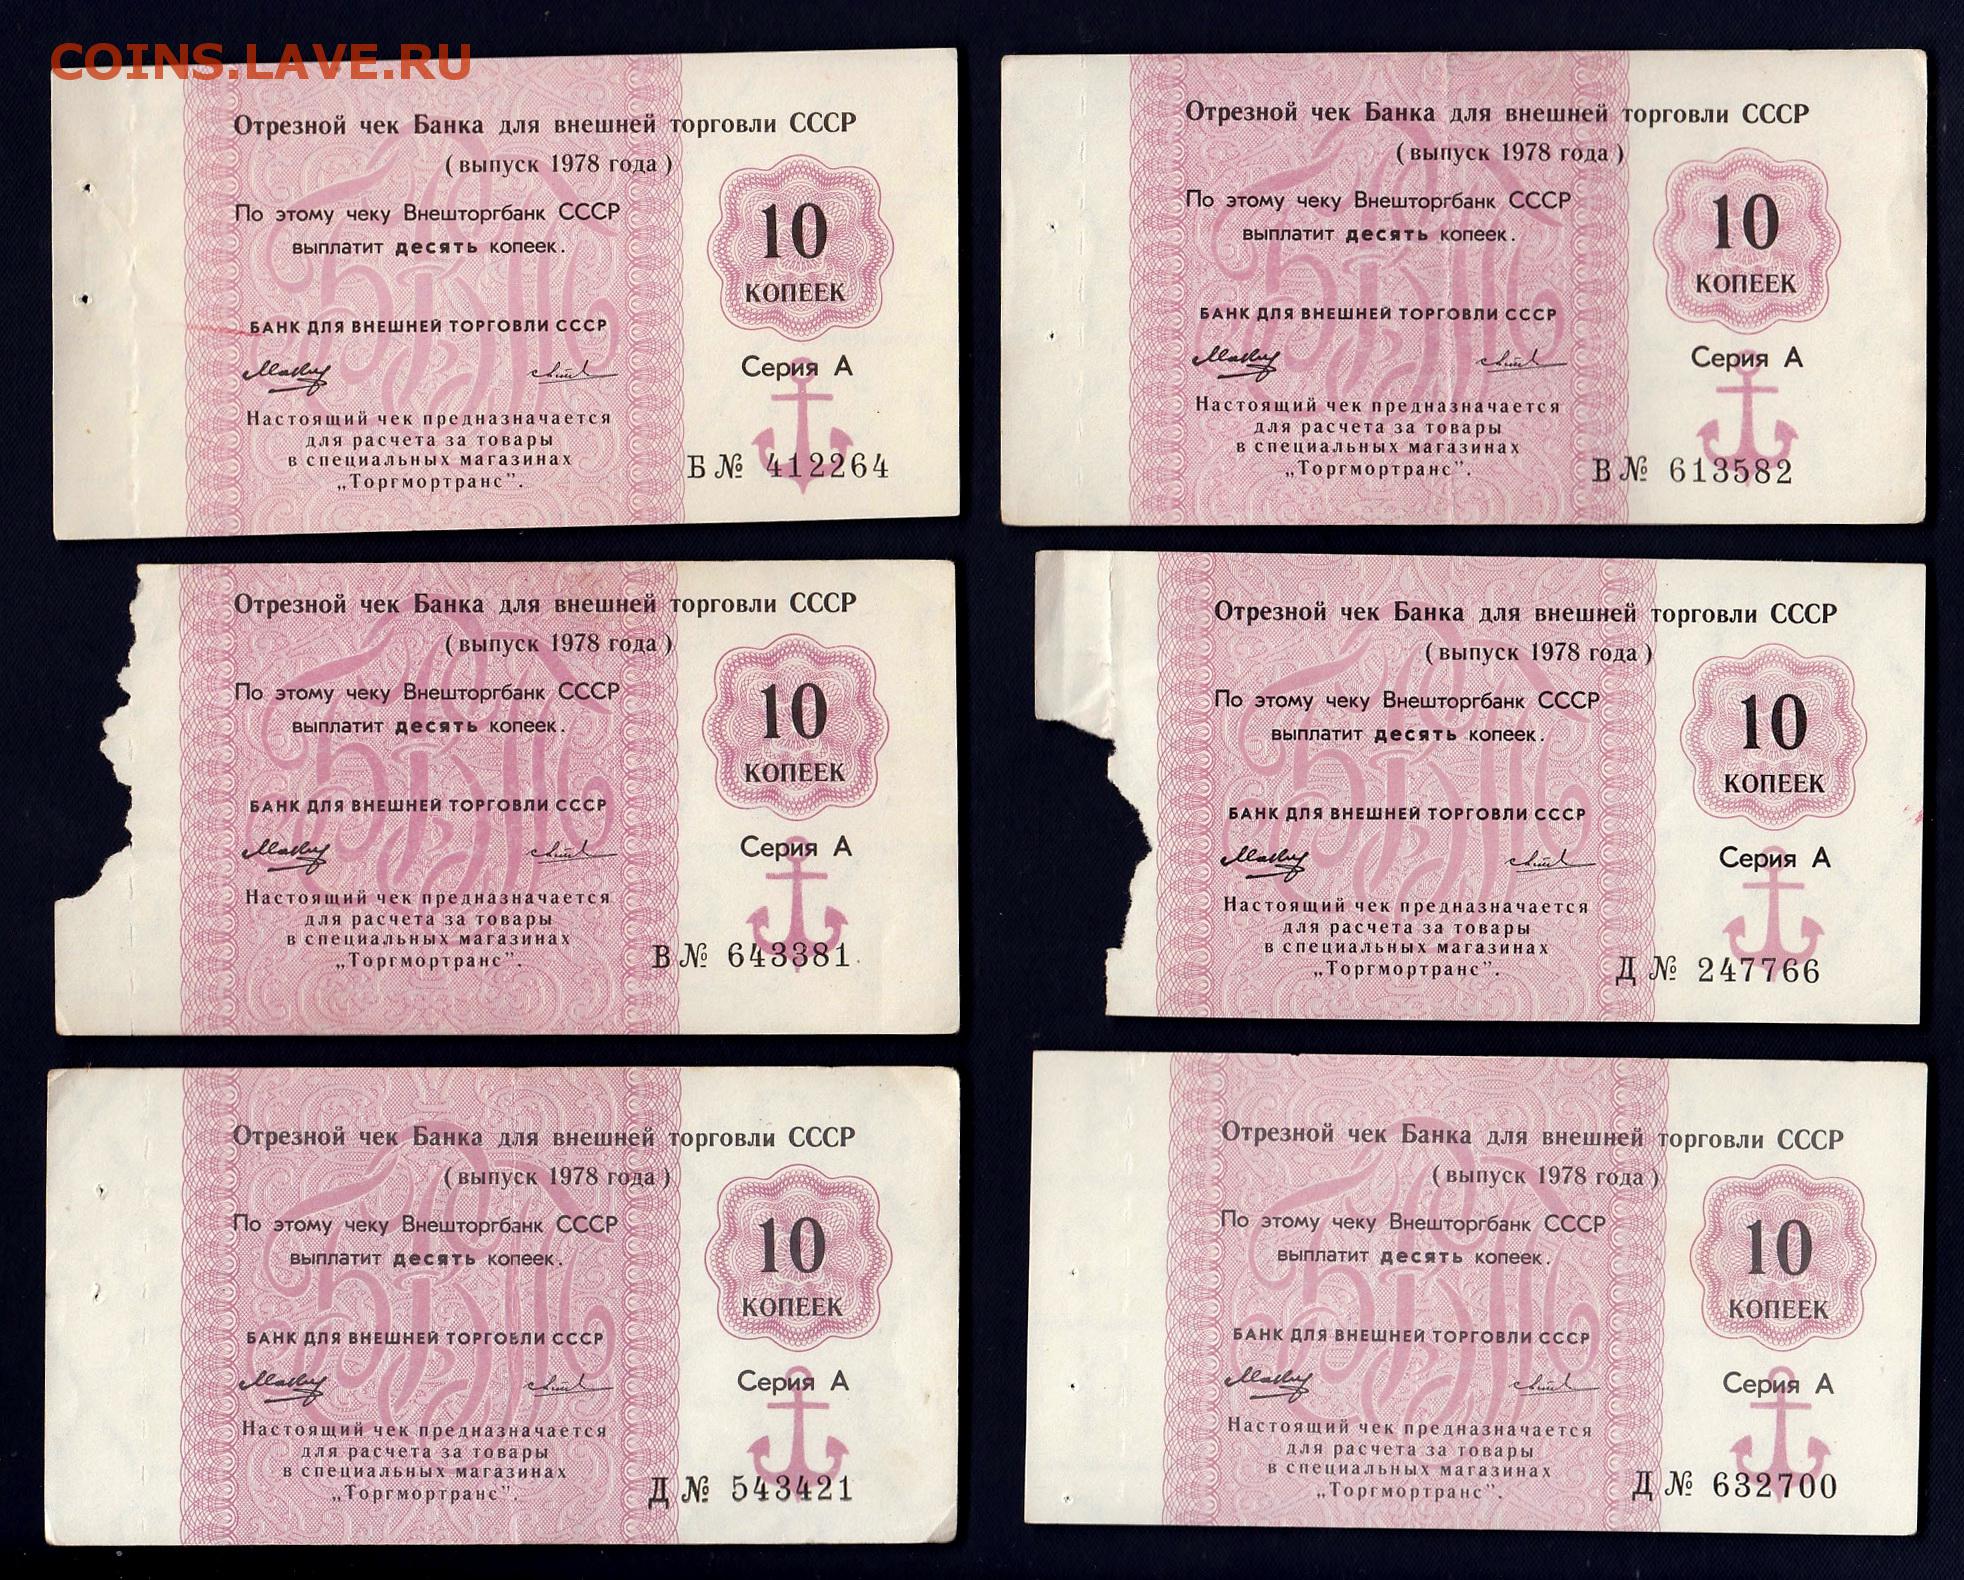 COINS.LAVE.RU
Отрезной чек Банка для внешней торговли СССР
(выпуск 1978 года)
По этому чеку Внешторгбанк СССР
выплатит десять копеек.
10
КОПЕЕК
БАНК ДЛЯ ВНЕШНЕЙ ТОРГОВЛИ СССР
Серия А
Настоящий чек предназначается
для расчета за товары
в специальных магазинах
„Торгмортранс”.
Б № 412264
Отрезной чек Банка для внешней торговли СССР
(выпуск 1978 года)
По этому чеку Внешторгбанк СССР
выплатит десять копеек.
10
КОПЕЕК
БАНК ДЛЯ ВНЕШНЕЙ ТОРГОВЛИ СССР
Серия А
Настоящий чек предназначается
для расчета за товары
в специальных магазинах
„Торгмортранс”.
В № 613582
Отрезной чек Банка для внешней торговли СССР
(выпуск 1978 года)
По этому чеку Внешторгбанк СССР
выплатит десять копеек.
10
КОПЕЕК
БАНК ДЛЯ ВНЕШНЕЙ ТОРГОВЛИ СССР
Серия А
Настоящий чек предназначается
для расчета за товары
в специальных магазинах
„Торгмортранс”.
В № 643381
Отрезной чек Банка для внешней торговли СССР
(выпуск 1978 года)
По этому чеку Внешторгбанк СССР
выплатит десять копеек.
10
КОПЕЕК
БАНК ДЛЯ ВНЕШНЕЙ ТОРГОВЛИ СССР
Серия А
Настоящий чек предназначается
для расчета за товары
в специальных магазинах
„Торгмортранс”.
Д № 247766
Отрезной чек Банка для внешней торговли СССР
(выпуск 1978 года)
По этому чеку Внешторгбанк СССР
выплатит десять копеек.
10
КОПЕЕК
БАНК ДЛЯ ВНЕШНЕЙ ТОРГОВЛИ СССР
Серия А
Настоящий чек предназначается
для расчета за товары
в специальных магазинах
„Торгмортранс”.
Д № 543421
Отрезной чек Банка для внешней торговли СССР
(выпуск 1978 года)
По этому чеку Внешторгбанк СССР
выплатит десять копеек.
10
КОПЕЕК
БАНК ДЛЯ ВНЕШНЕЙ ТОРГОВЛИ СССР
Серия А
Настоящий чек предназначается
для расчета за товары
в специальных магазинах
„Торгмортранс”.
Д № 632700